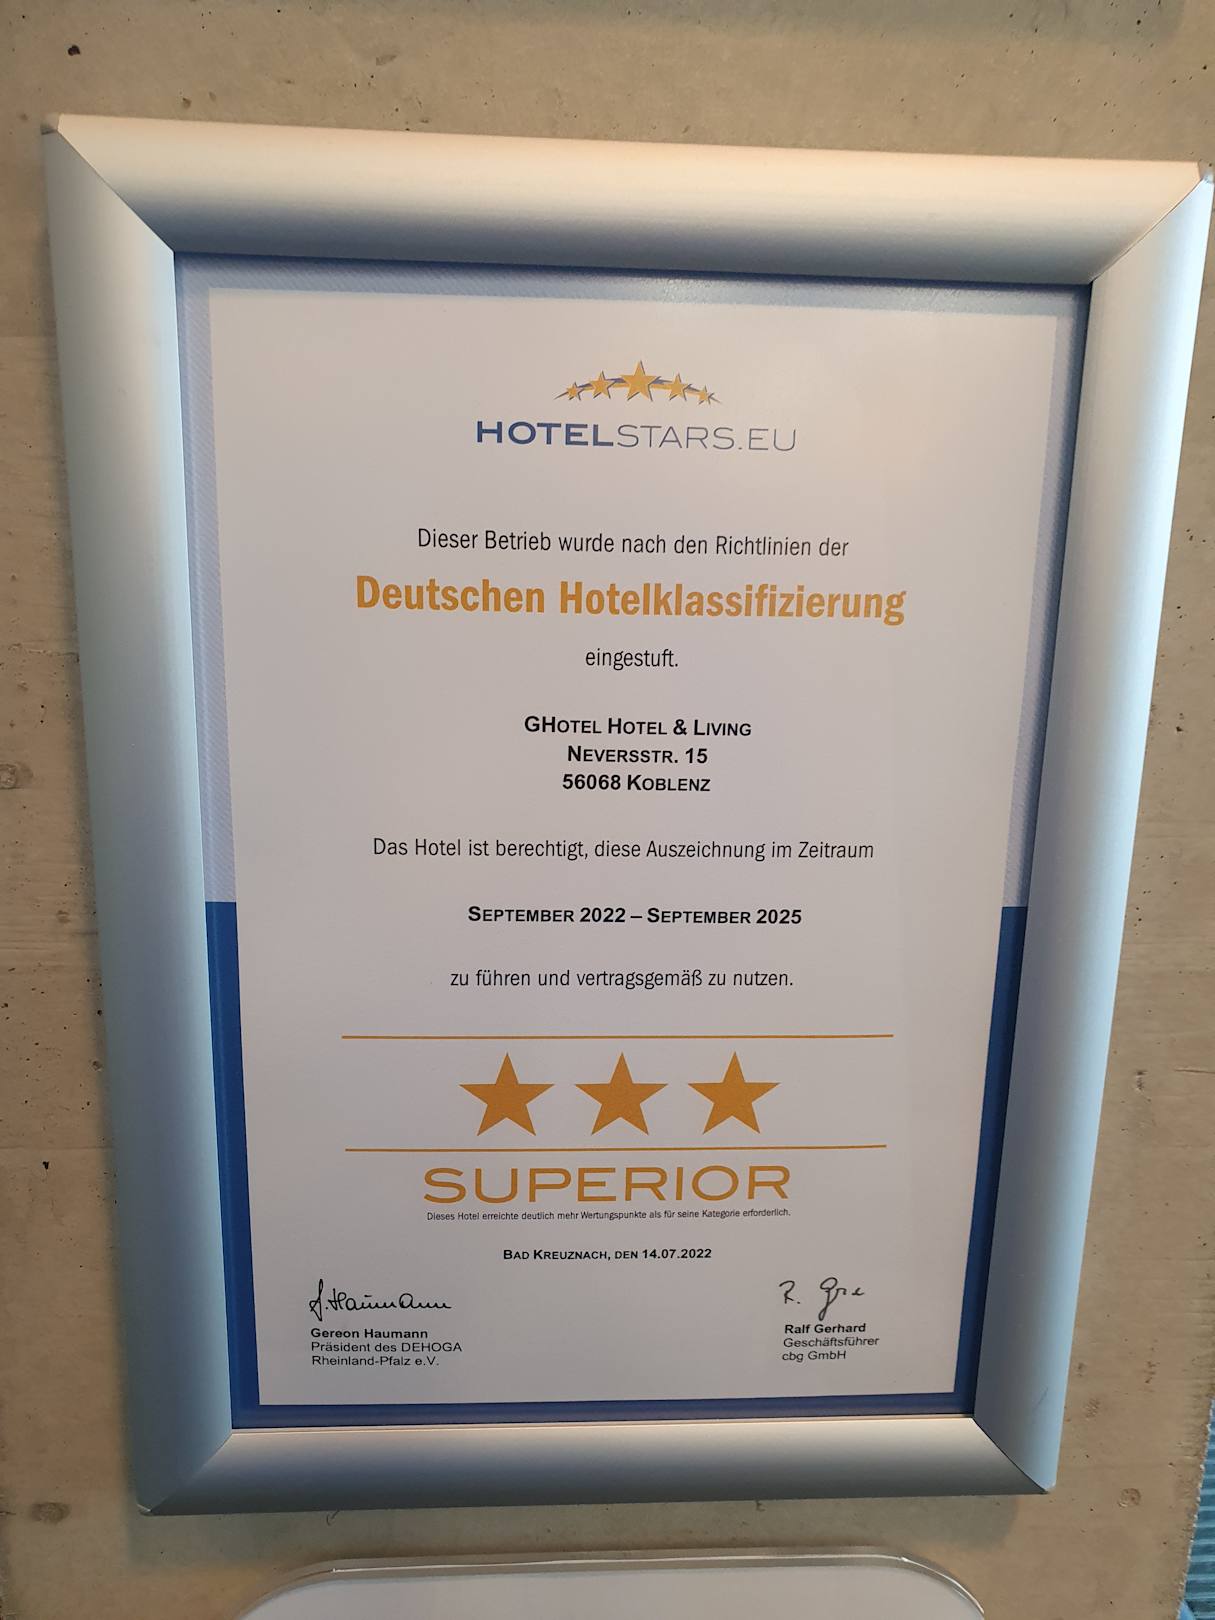 HOTELSTARS.EU
Dieser Betrieb wurde nach den Richtlinien der
Deutschen Hotelklassifizierung
eingestuft.
GHOTEL HOTEL & LIVING
NEVERSSTR. 15
56068 KOBLENZ
Das Hotel ist berechtigt, diese Auszeichnung im Zeitraum
SEPTEMBER 2022 – SEPTEMBER 2025
zu führen und vertragsgemäß zu nutzen.
SUPERIOR
Dieses Hotel erreichte deutlich mehr Wertungspunkte als für seine Kategorie erforderlich.
BAD KREUZNACH, DEN 14.07.2022
Gereon Haumann
Präsident des DEHOGA
Rheinland-Pfalz e.V.
Ralf Gerhard
Geschäftsführer
cbg GmbH